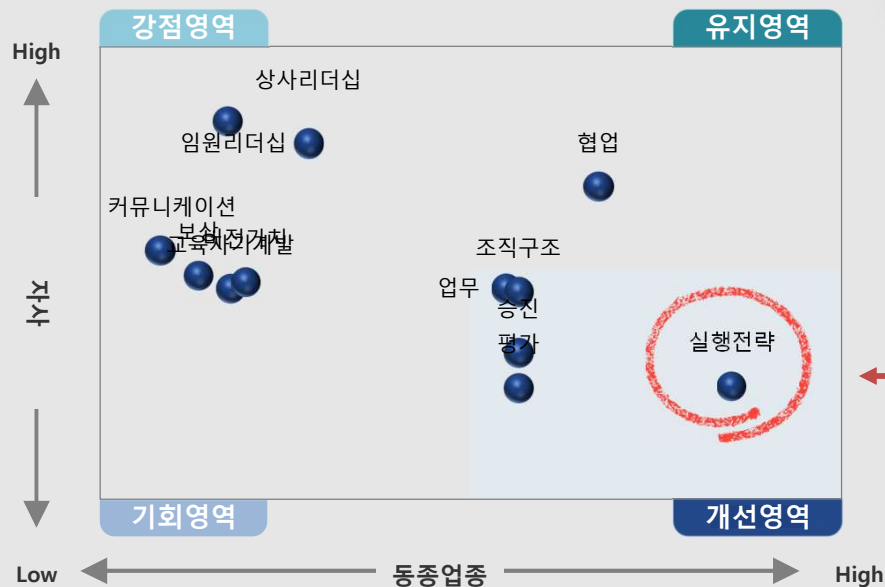 강점영역
유지영역
High
상사리더십
임원리더십
협업
커뮤니케이션
보상
조직구조
업무
승진
평가
실행전략
자사
기회영역
개선영역
Low
동종업종
High